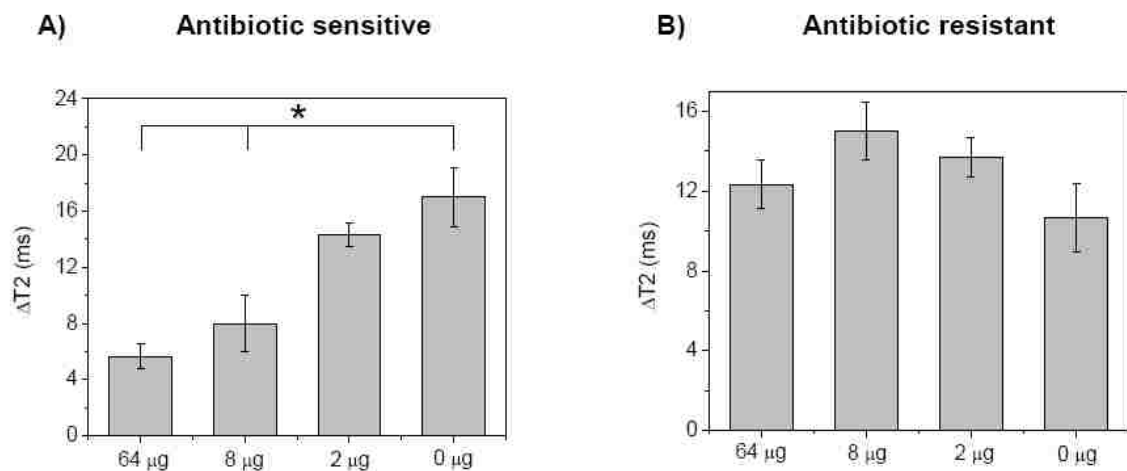 A) Antibiotic sensitive
B) Antibiotic resistant
24
20
16
12
8
4
0
ΔT2 (ms)
*
64 μg 8 μg 2 μg 0 μg
16
12
8
4
0
ΔT2 (ms)
64 μg 8 μg 2 μg 0 μg